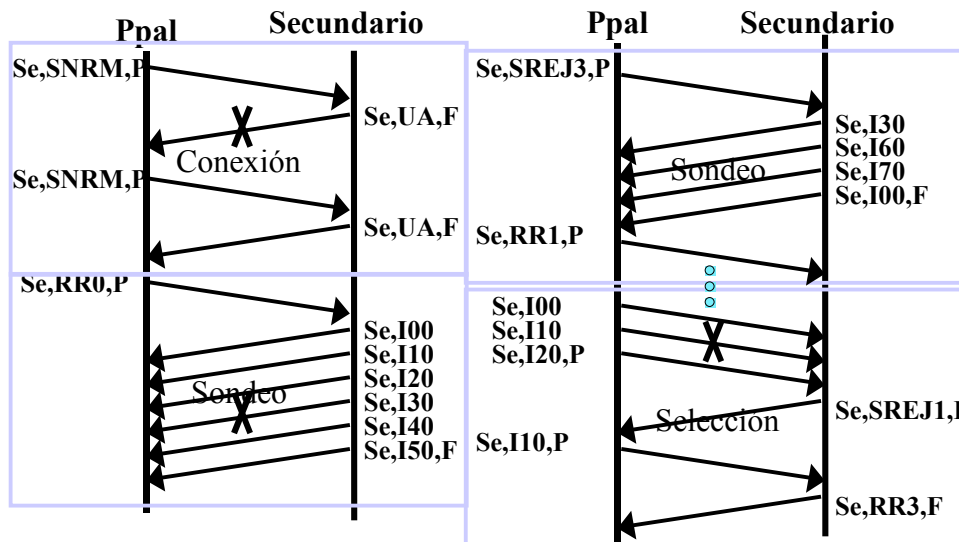 Ppal Secundario
Se,SNRM,P
Se,UA,F
Conexión
Se,SNRM,P
Se,UA,F
Se,RR0,P
Se,I00
Se,I10
Se,I20
Sondeo
Se,I30
Se,I40
Se,I50,F
Ppal Secundario
Se,SREJ3,P
Se,I30
Se,I60
Sondeo
Se,I70
Se,I00,F
Se,RR1,P
Se,I00
Se,I10
Se,I20,P
Se,SREJ1,F
Selección
Se,I10,P
Se,RR3,F